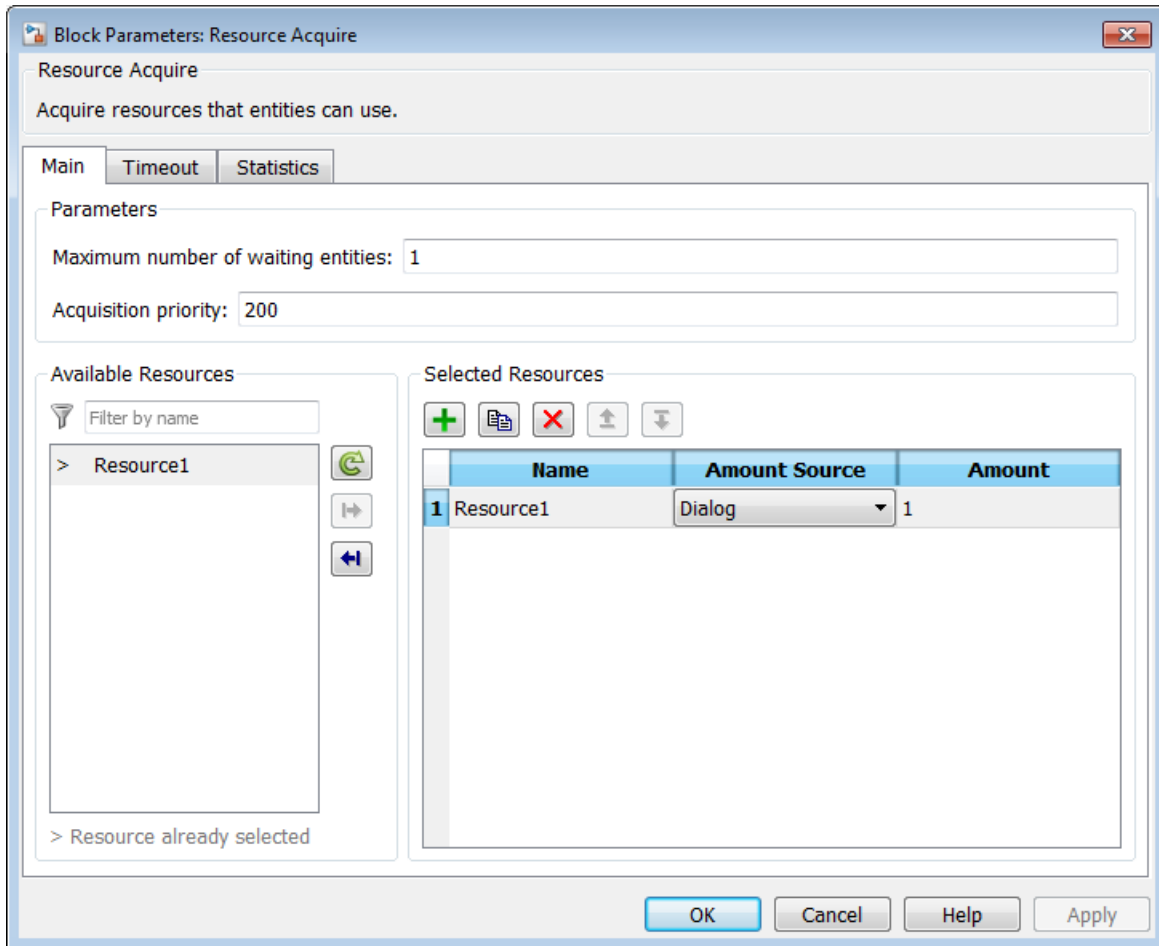 Block Parameters: Resource Acquire
Resource Acquire
Acquire resources that entities can use.
Main Timeout Statistics
Parameters
Maximum number of waiting entities: 1
Acquisition priority: 200
Available Resources
Filter by name
> Resource1
> Resource already selected
Selected Resources
Name Amount Source Amount
1 Resource1 Dialog 1
OK Cancel Help Apply